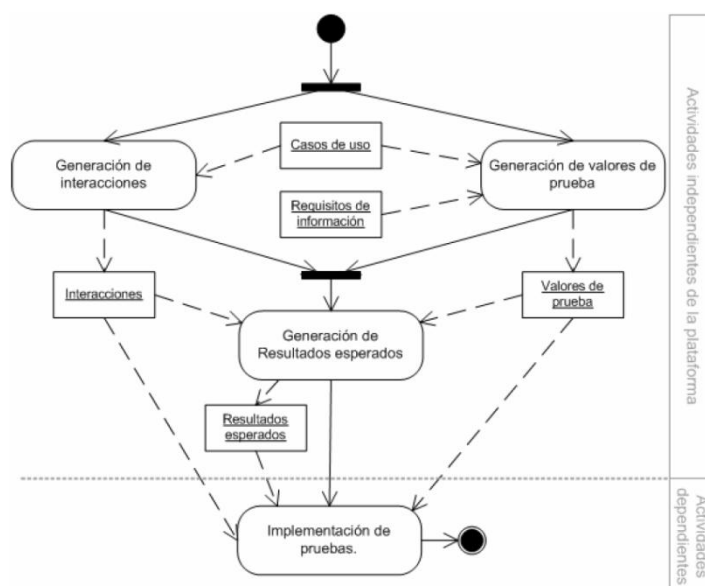 Generación de
interacciones
Casos de uso
Generación de valores de
prueba
Requisitos de
información
Interacciones
Valores de
prueba
Generación de
Resultados esperados
Resultados
esperados
Implementación de
pruebas.
Actividades independientes de la plataforma
Actividades
dependientes